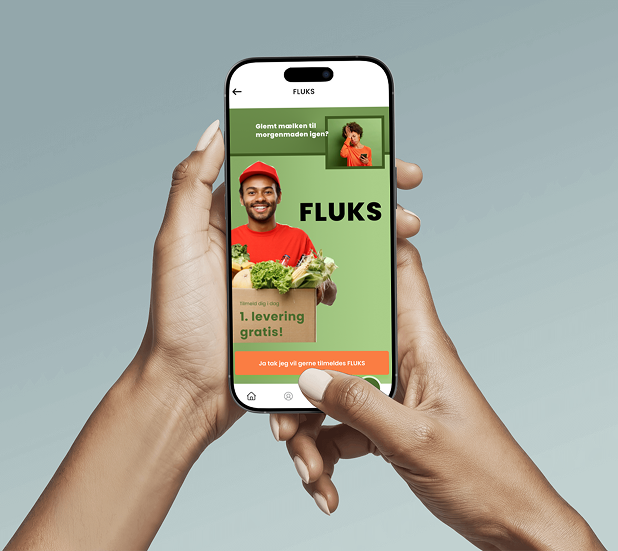 FLUKS
Glemt mælken til
morgenmaden igen?
FLUKS
Tilmeld dig i dag
1. levering
gratis!
Ja tak jeg vil gerne tilmeldes FLUKS